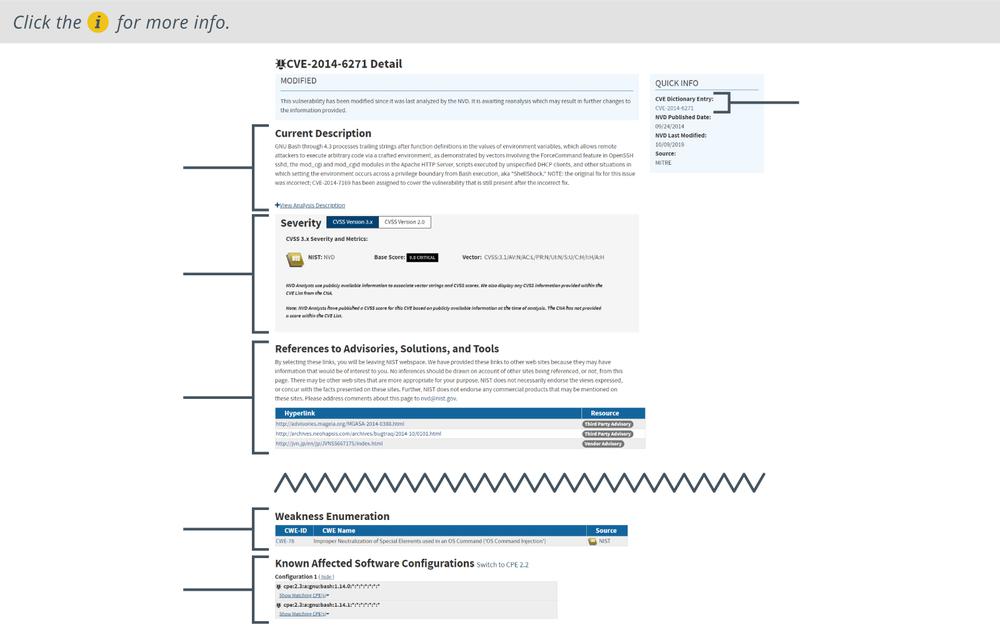 Click the i for more info.
CVE-2014-6271 Detail
MODIFIED
This vulnerability has been modified since it was last analyzed by the NVD. It is awaiting reanalysis which may result in further changes to
the information provided.
QUICK INFO
CVE Dictionary Entry:
CVE-2014-6271
NVD Published Date:
09/24/2014
NVD Last Modified:
10/09/2019
Source:
MITRE
Current Description
GNU Bash through 4.3 processes trailing strings after function definitions in the values of environment variables, which allows remote
attackers to execute arbitrary code via a crafted environment, as demonstrated by vectors involving the ForceCommand feature in OpenSSH
sshd, the mod_cgi and mod_cgid modules in the Apache HTTP Server, scripts executed by unspecified DHCP clients, and other situations in
which setting the environment occurs across a privilege boundary from Bash execution, aka "ShellShock." NOTE: the original fix for this issue
was incorrect; CVE-2014-7169 has been assigned to cover the vulnerability that is still present after the incorrect fix.
+View Analysis Description
Severity CVSS Version 3.x CVSS Version 2.0
CVSS 3.x Severity and Metrics:
NIST: NVD Base Score: 9.8 CRITICAL Vector: CVSS:3.1/AV:N/AC:L/PR:N/UI:N/S:U/C:H/I:H/A:H
NVD Analysts use publicly available information to associate vector strings and CVSS scores. We also display any CVSS information provided within the
CVE List from the CNA.
Note: NVD Analysts have published a CVSS score for this CVE based on publicly available information at the time of analysis. The CNA has not provided
a score within the CVE List.
References to Advisories, Solutions, and Tools
By selecting these links, you will be leaving NIST webspace. We have provided these links to other web sites because they may have
information that would be of interest to you. No inferences should be drawn on account of other sites being referenced, or not, from this
page. There may be other web sites that are more appropriate for your purpose. NIST does not necessarily endorse the views expressed,
or concur with the facts presented on these sites. Further, NIST does not endorse any commercial products that may be mentioned on
these sites. Please address comments about this page to nvd@nist.gov.
Hyperlink Resource
http://advisories.mageia.org/MGASA-2014-0388.html Third Party Advisory
http://archives.neohapsis.com/archives/bugtraq/2014-10/0101.html Third Party Advisory
http://jvn.jp/en/jp/JVN55667175/index.html Vendor Advisory
Weakness Enumeration
CWE-ID CWE Name Source
CWE-78 Improper Neutralization of Special Elements used in an OS Command ('OS Command Injection') NIST
Known Affected Software Configurations Switch to CPE 2.2
Configuration 1 ( hide )
cpe:2.3:a:gnu:bash:1.14.0:*:*:*:*:*:*:*
Show Matching CPE(s)
cpe:2.3:a:gnu:bash:1.14.1:*:*:*:*:*:*:*
Show Matching CPE(s)